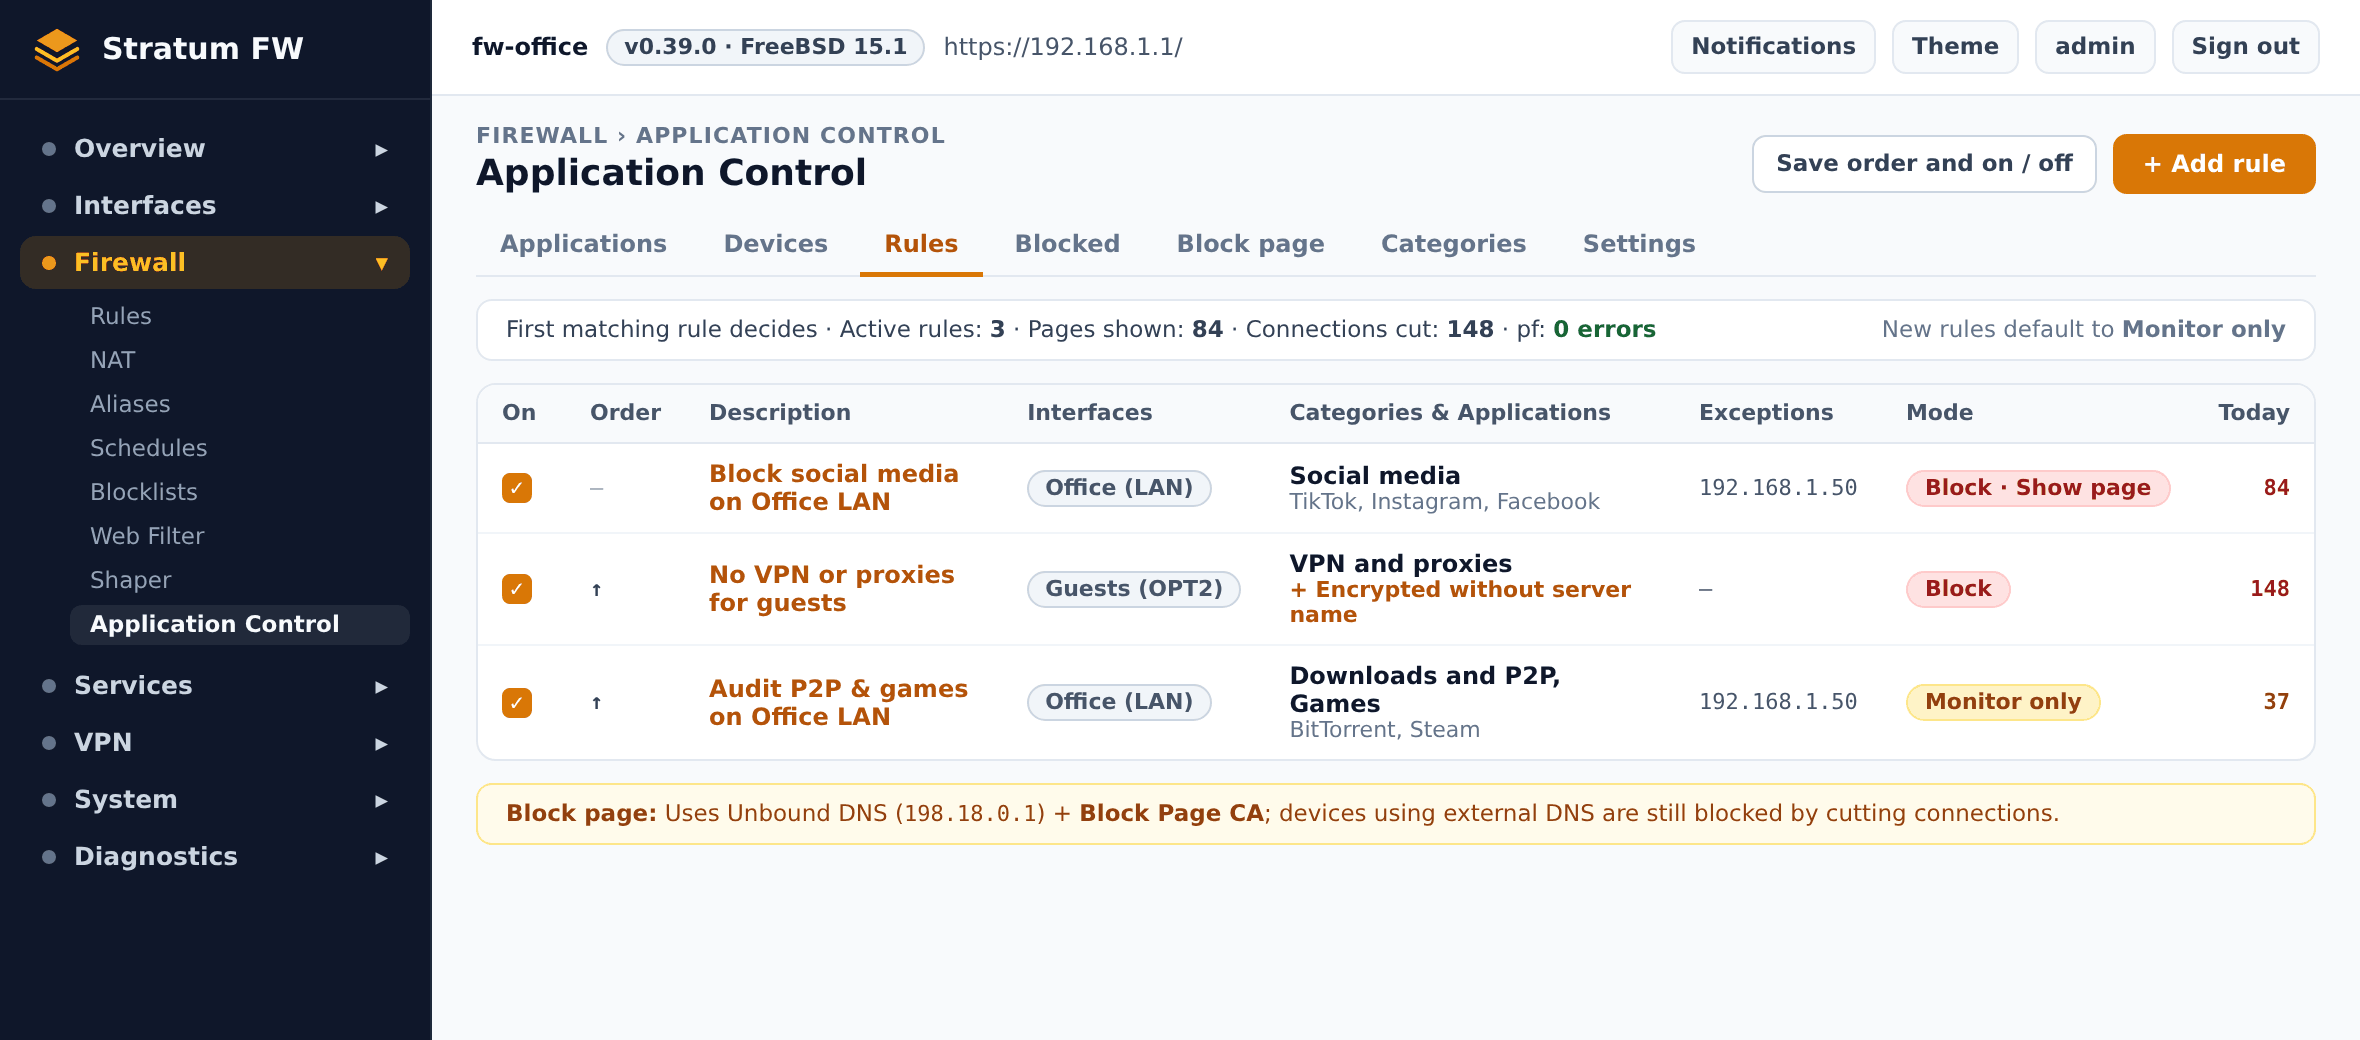 Stratum FW
fw-office v0.39.0 · FreeBSD 15.1 https://192.168.1.1/ Notifications Theme admin Sign out
Overview ▶
Interfaces ▶
Firewall ▼
Rules
NAT
Aliases
Schedules
Blocklists
Web Filter
Shaper
Application Control
Services ▶
VPN ▶
System ▶
Diagnostics ▶
FIREWALL › APPLICATION CONTROL
Application Control
Save order and on / off + Add rule
Applications Devices Rules Blocked Block page Categories Settings
First matching rule decides · Active rules: 3 · Pages shown: 84 · Connections cut: 148 · pf: 0 errors New rules default to Monitor only
On Order Description Interfaces Categories & Applications Exceptions Mode Today
✓ — Block social media
on Office LAN
Office (LAN)
Social media
TikTok, Instagram, Facebook
192.168.1.50 Block · Show page 84
✓ ↑ No VPN or proxies
for guests
Guests (OPT2)
VPN and proxies
+ Encrypted without server
name
— Block 148
✓ ↑ Audit P2P & games
on Office LAN
Office (LAN)
Downloads and P2P,
Games
BitTorrent, Steam
192.168.1.50 Monitor only 37
Block page: Uses Unbound DNS (198.18.0.1) + Block Page CA; devices using external DNS are still blocked by cutting connections.